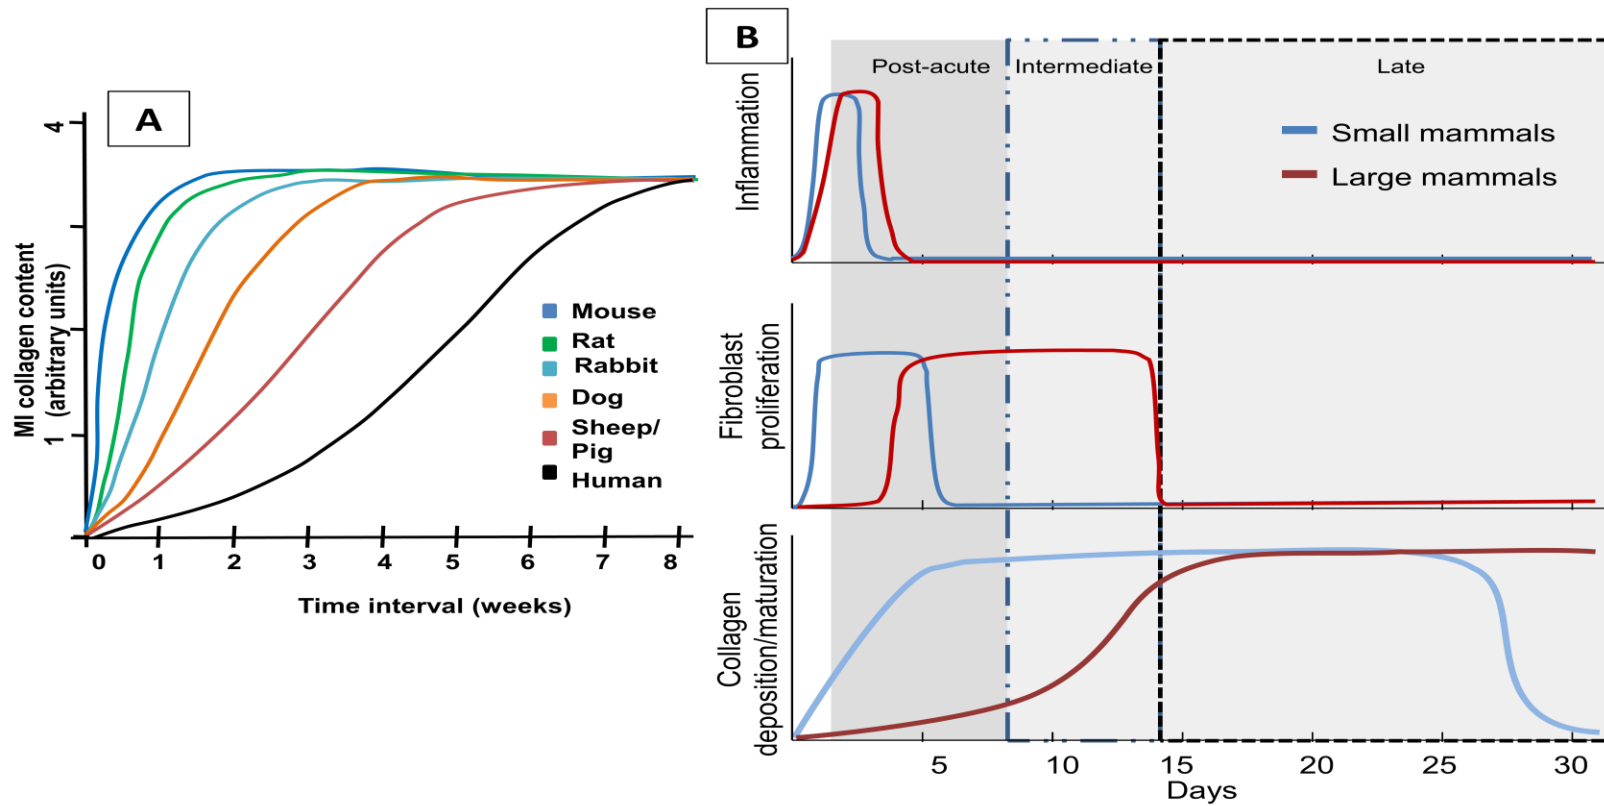 A
4
1
MI collagen content
(arbitrary units)
Mouse
Rat
Rabbit
Dog
Sheep/
Pig
Human
0 1 2 3 4 5 6 7 8
Time interval (weeks)
B
Post-acute Intermediate Late
Inflammation
Small mammals
Large mammals
Fibroblast
proliferation
Collagen
deposition/maturation
5 10 15 20 25 30
Days